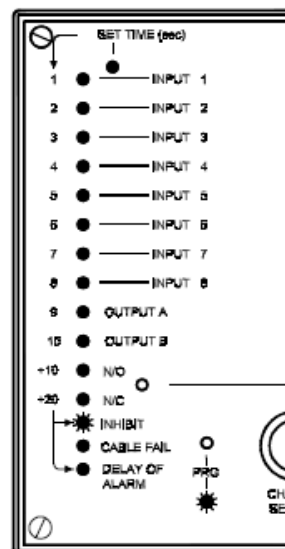 SET TIME (sec)
1 INPUT 1
2 INPUT 2
3 INPUT 3
4 INPUT 4
5 INPUT 5
6 INPUT 6
7 INPUT 7
8 INPUT 8
9 OUTPUT A
10 OUTPUT B
+10 N/O
+20 N/C
INHIBIT
CABLE FAIL
DELAY OF
ALARM
PRG
CH
SE